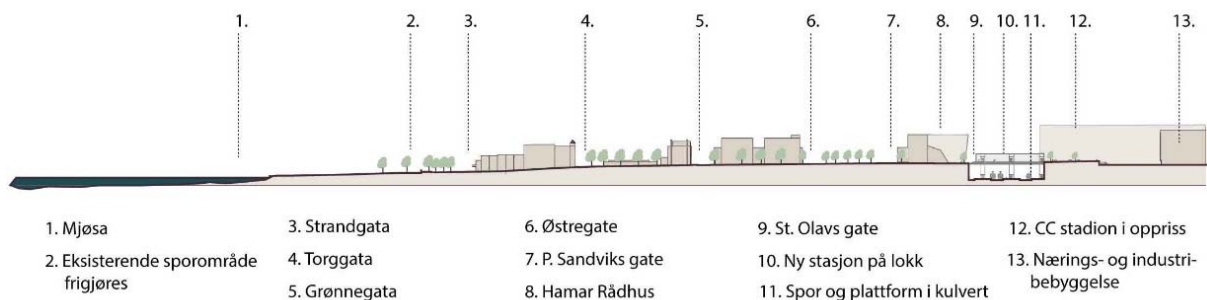 1. 2. 3. 4. 5. 6. 7. 8. 9. 10. 11. 12. 13.
1. Mjøsa
2. Eksisterende sporområde
frigjøres
3. Strandgata
4. Torggata
5. Grønnegata
6. Østregate
7. P. Sandviks gate
8. Hamar Rådhus
9. St. Olavs gate
10. Ny stasjon på lokk
11. Spor og plattform i kulvert
12. CC stadion i oppriss
13. Nærings- og industri-
bebyggelse